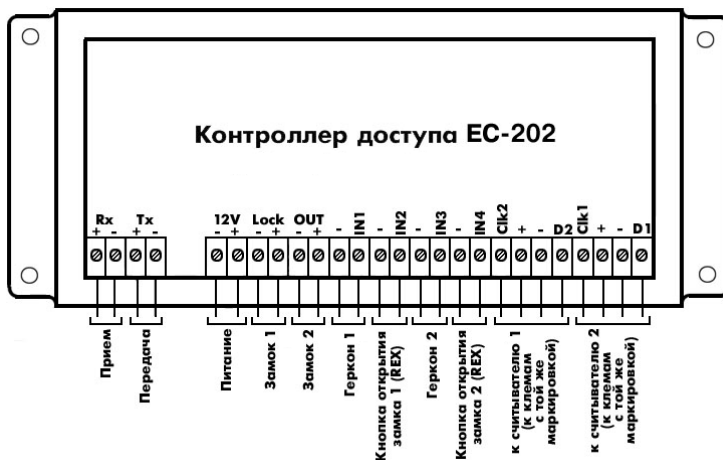 Контроллер доступа EC-202
Rx Tx 12V Lock OUT
+ - + - - + - + - + - IN1 - IN2 - IN3 - IN4 Clk2 + - D2 Clk1 + - D1
Прием
Передача
Питание
Замок 1
Замок 2
Геркон 1
Кнопка открытия
замка 1 (REX)
Геркон 2
Кнопка открытия
замка 2 (REX)
к считывателю 1
(к клемам
с той же
маркировкой)
к считывателю 2
(к клемам
с той же
маркировкой)